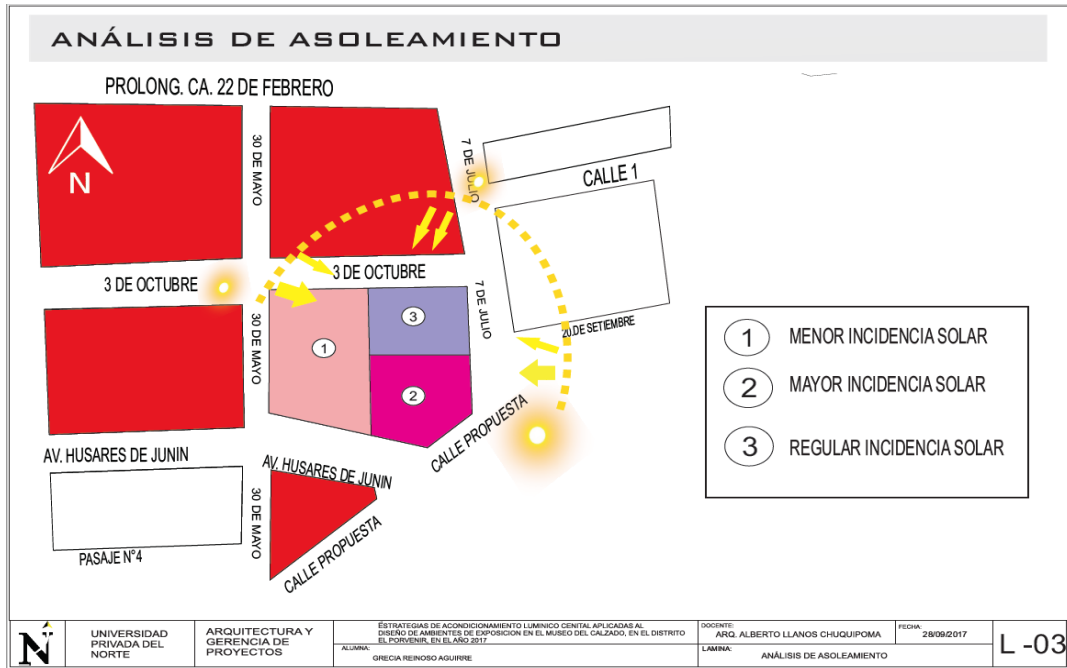 ANÁLISIS DE ASOLEAMIENTO
PROLONG. CA. 22 DE FEBRERO
N
30 DE MAYO
7 DE JULIO
CALLE 1
3 DE OCTUBRE
3 DE OCTUBRE
30 DE MAYO
1
3
2
7 DE JULIO
20.DE SETIEMBRE
CALLE PROPUESTA
AV. HUSARES DE JUNIN
AV. HUSARES DE JUNIN
30 DE MAYO
CALLE PROPUESTA
PASAJE N°4
1 MENOR INCIDENCIA SOLAR
2 MAYOR INCIDENCIA SOLAR
3 REGULAR INCIDENCIA SOLAR
N
UNIVERSIDAD
PRIVADA DEL
NORTE
ARQUITECTURA Y
GERENCIA DE
PROYECTOS
ESTRATEGIAS DE ACONDICIONAMIENTO LUMINICO CENITAL APLICADAS AL
DISEÑO DE AMBIENTES DE EXPOSICION EN EL MUSEO DEL CALZADO, EN EL DISTRITO
EL PORVENIR, EN EL AÑO 2017
ALUMNA:
GRECIA REINOSO AGUIRRE
DOCENTE:
ARQ. ALBERTO LLANOS CHUQUIPOMA
FECHA:
28/09/2017
LAMINA:
ANÁLISIS DE ASOLEAMIENTO
L -03